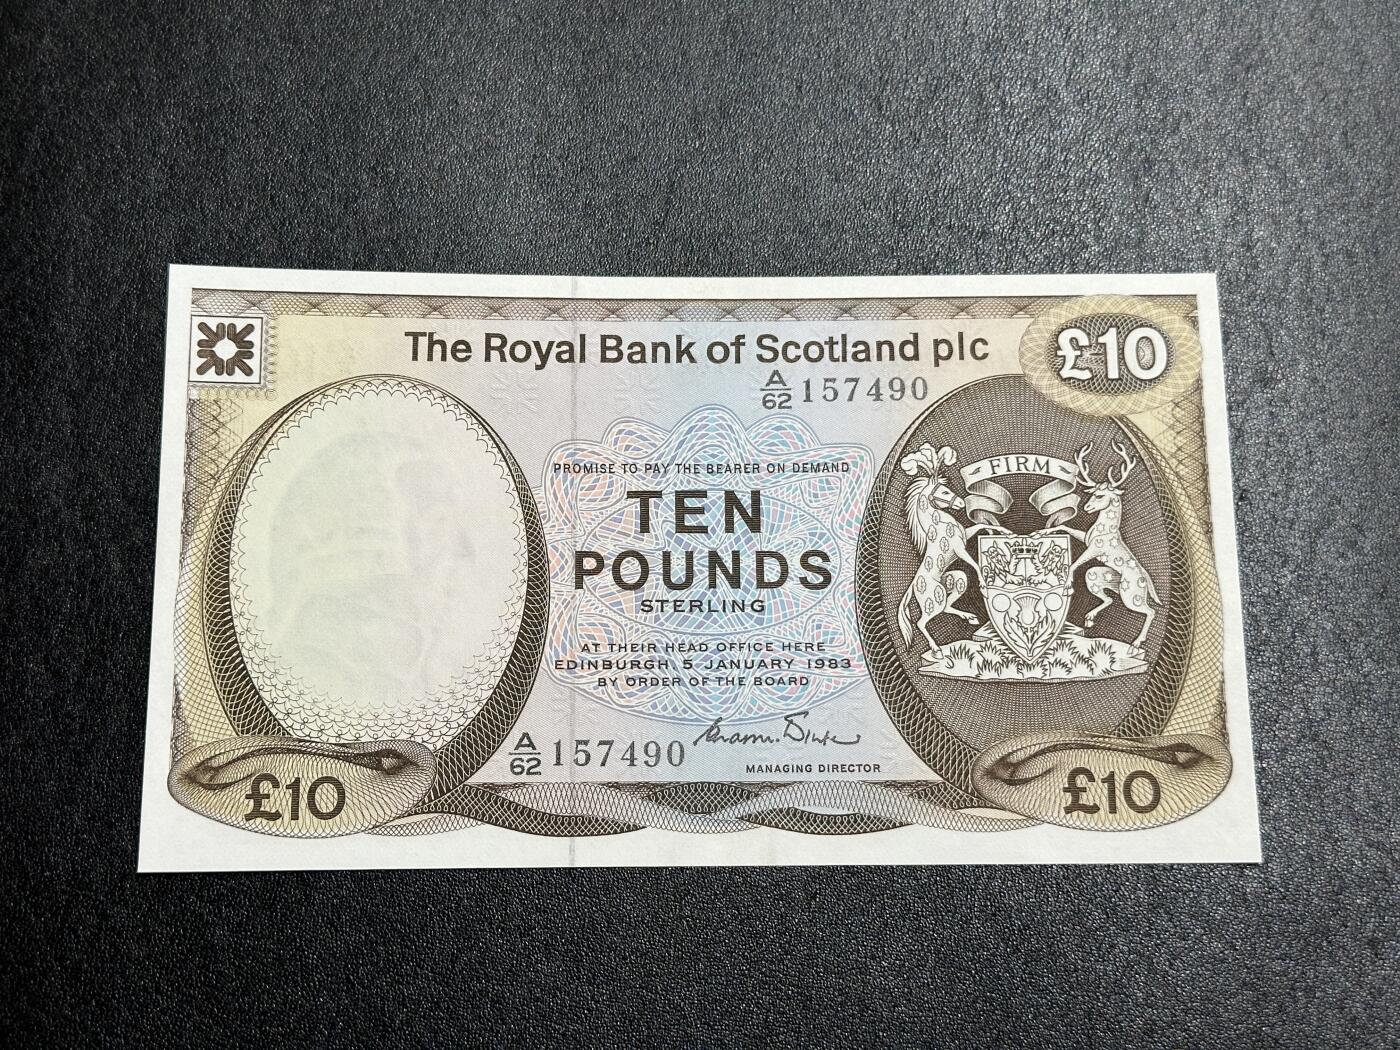 The Royal Bank of Scotland plc
£10
A/62 157490
FIRM
PROMISE TO PAY THE BEARER ON DEMAND
TEN
POUNDS
STERLING
AT THEIR HEAD OFFICE HERE
EDINBURGH, 5 JANUARY 1983
BY ORDER OF THE BOARD
A/62 157490
MANAGING DIRECTOR
£10
£10